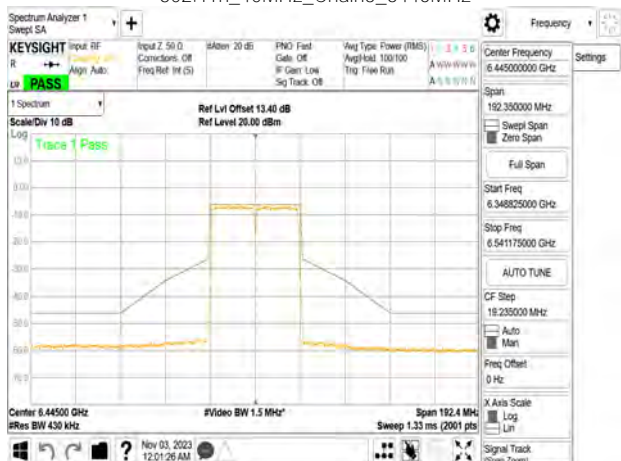 Spectrum Analyzer 1
Swept SA
Frequency
KEYSIGHT
Input: RF
Align: Auto
Input Z: 50 Ω
Corrections: Off
Freq Ref: Int (S)
#Atten: 20 dB
PNO: Fast
Gate: Off
IF Gain: Low
Sig Track: Off
Avg Type: Power (RMS)
Avg|Hold: 100/100
Trig: Free Run
PASS
Center Frequency
6.445000000 GHz
Settings
Span
192.350000 MHz
Swept Span
Zero Span
Full Span
Start Freq
6.348825000 GHz
Stop Freq
6.541175000 GHz
AUTO TUNE
CF Step
19.235000 MHz
Auto
Man
Freq Offset
0 Hz
X Axis Scale
Log
Lin
Signal Track
1 Spectrum
Scale/Div 10 dB
Log
Ref Lvl Offset 13.40 dB
Ref Level 20.00 dBm
Trace 1 Pass
Center 6.44500 GHz
#Res BW 430 kHz
#Video BW 1.5 MHz*
Span 192.4 MHz
Sweep 1.33 ms (2001 pts
Nov 03, 2023
12:01:26 AM